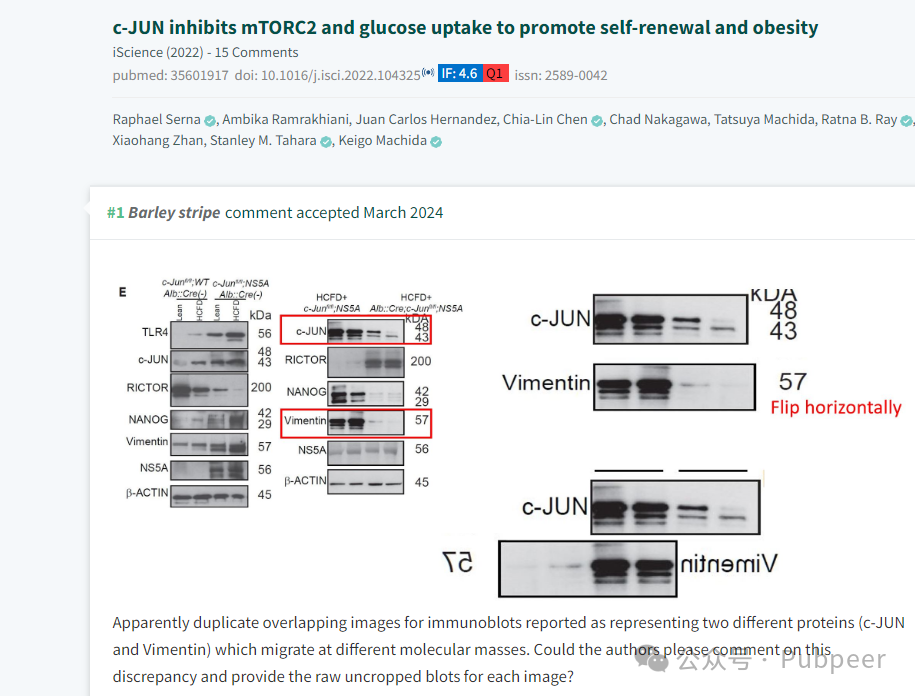 c-JUN inhibits mTORC2 and glucose uptake to promote self-renewal and obesity
iScience (2022) - 15 Comments
pubmed: 35601917 doi: 10.1016/j.isci.2022.104325 IF: 4.6 Q1 issn: 2589-0042
Raphael Serna, Ambika Ramrakhiani, Juan Carlos Hernandez, Chia-Lin Chen, Chad Nakagawa, Tatsuya Machida, Ratna B. Ray,
Xiaohang Zhan, Stanley M. Tahara, Keigo Machida
#1 Barley stripe comment accepted March 2024
E
c-Jun^fl/fl;WT c-Jun^fl/fl;NS5A
Alb::Cre(-) Alb::Cre(-)
Lean HCFD Lean HCFD
kDa
TLR4 56
c-JUN 48
43
RICTOR 200
NANOG 42
29
Vimentin 57
NS5A 56
β-ACTIN 45
HCFD+ HCFD+
c-Jun^fl/fl;NS5A Alb::Cre;c-Jun^fl/fl;NS5A
KDA
c-JUN 48
43
RICTOR 200
NANOG 42
29
Vimentin 57
NS5A 56
β-ACTIN 45
KDA
c-JUN 48
43
Vimentin 57
Flip horizontally
c-JUN
57 Vimentin
Apparently duplicate overlapping images for immunoblots reported as representing two different proteins (c-JUN
and Vimentin) which migrate at different molecular masses. Could the authors please comment on this
discrepancy and provide the raw uncropped blots for each image?
公众号 · Pubpeer